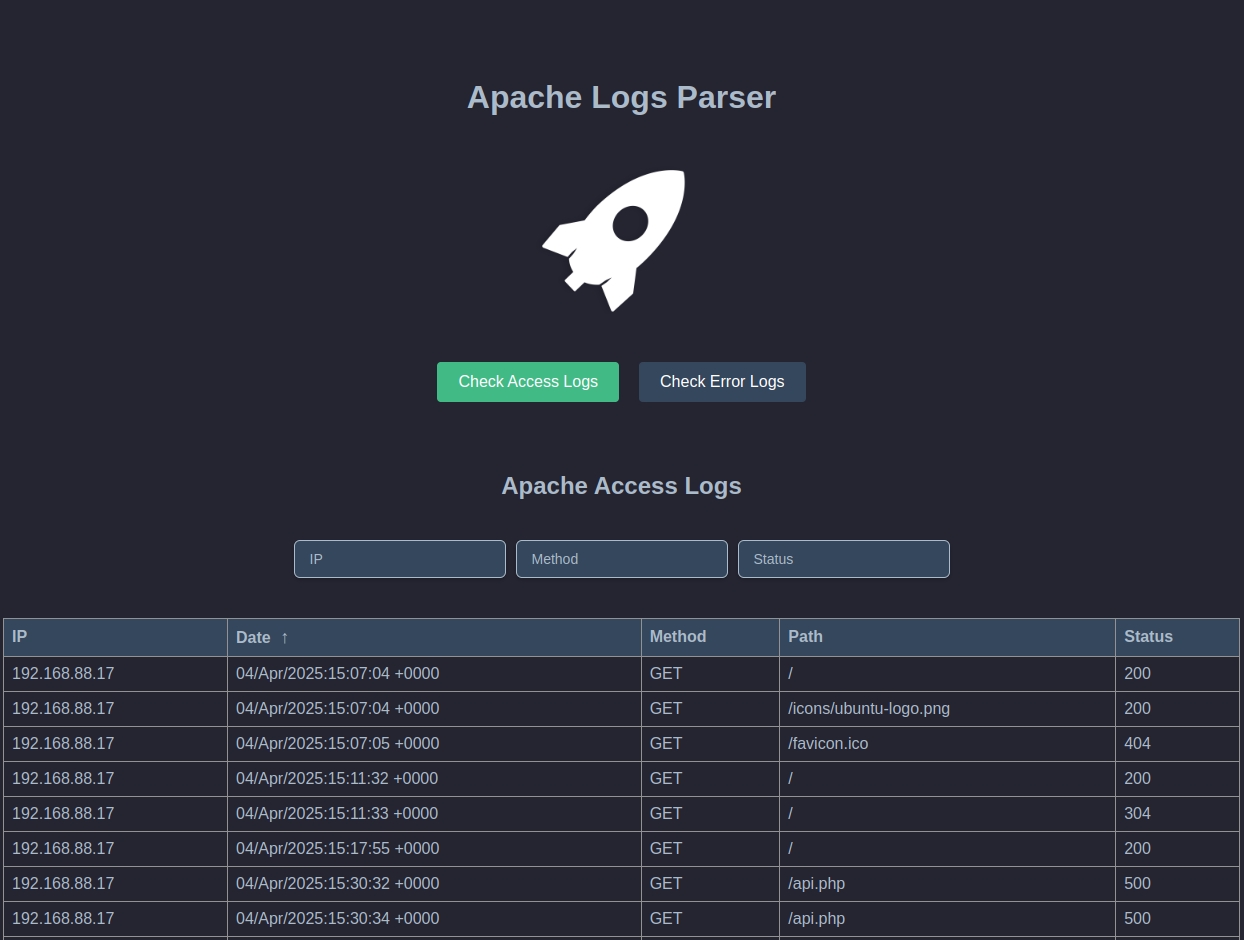 Apache Logs Parser
Check Access Logs Check Error Logs
Apache Access Logs
IP Method Status
IP Date ↑ Method Path Status
192.168.88.17 04/Apr/2025:15:07:04 +0000 GET / 200
192.168.88.17 04/Apr/2025:15:07:04 +0000 GET /icons/ubuntu-logo.png 200
192.168.88.17 04/Apr/2025:15:07:05 +0000 GET /favicon.ico 404
192.168.88.17 04/Apr/2025:15:11:32 +0000 GET / 200
192.168.88.17 04/Apr/2025:15:11:33 +0000 GET / 304
192.168.88.17 04/Apr/2025:15:17:55 +0000 GET / 200
192.168.88.17 04/Apr/2025:15:30:32 +0000 GET /api.php 500
192.168.88.17 04/Apr/2025:15:30:34 +0000 GET /api.php 500